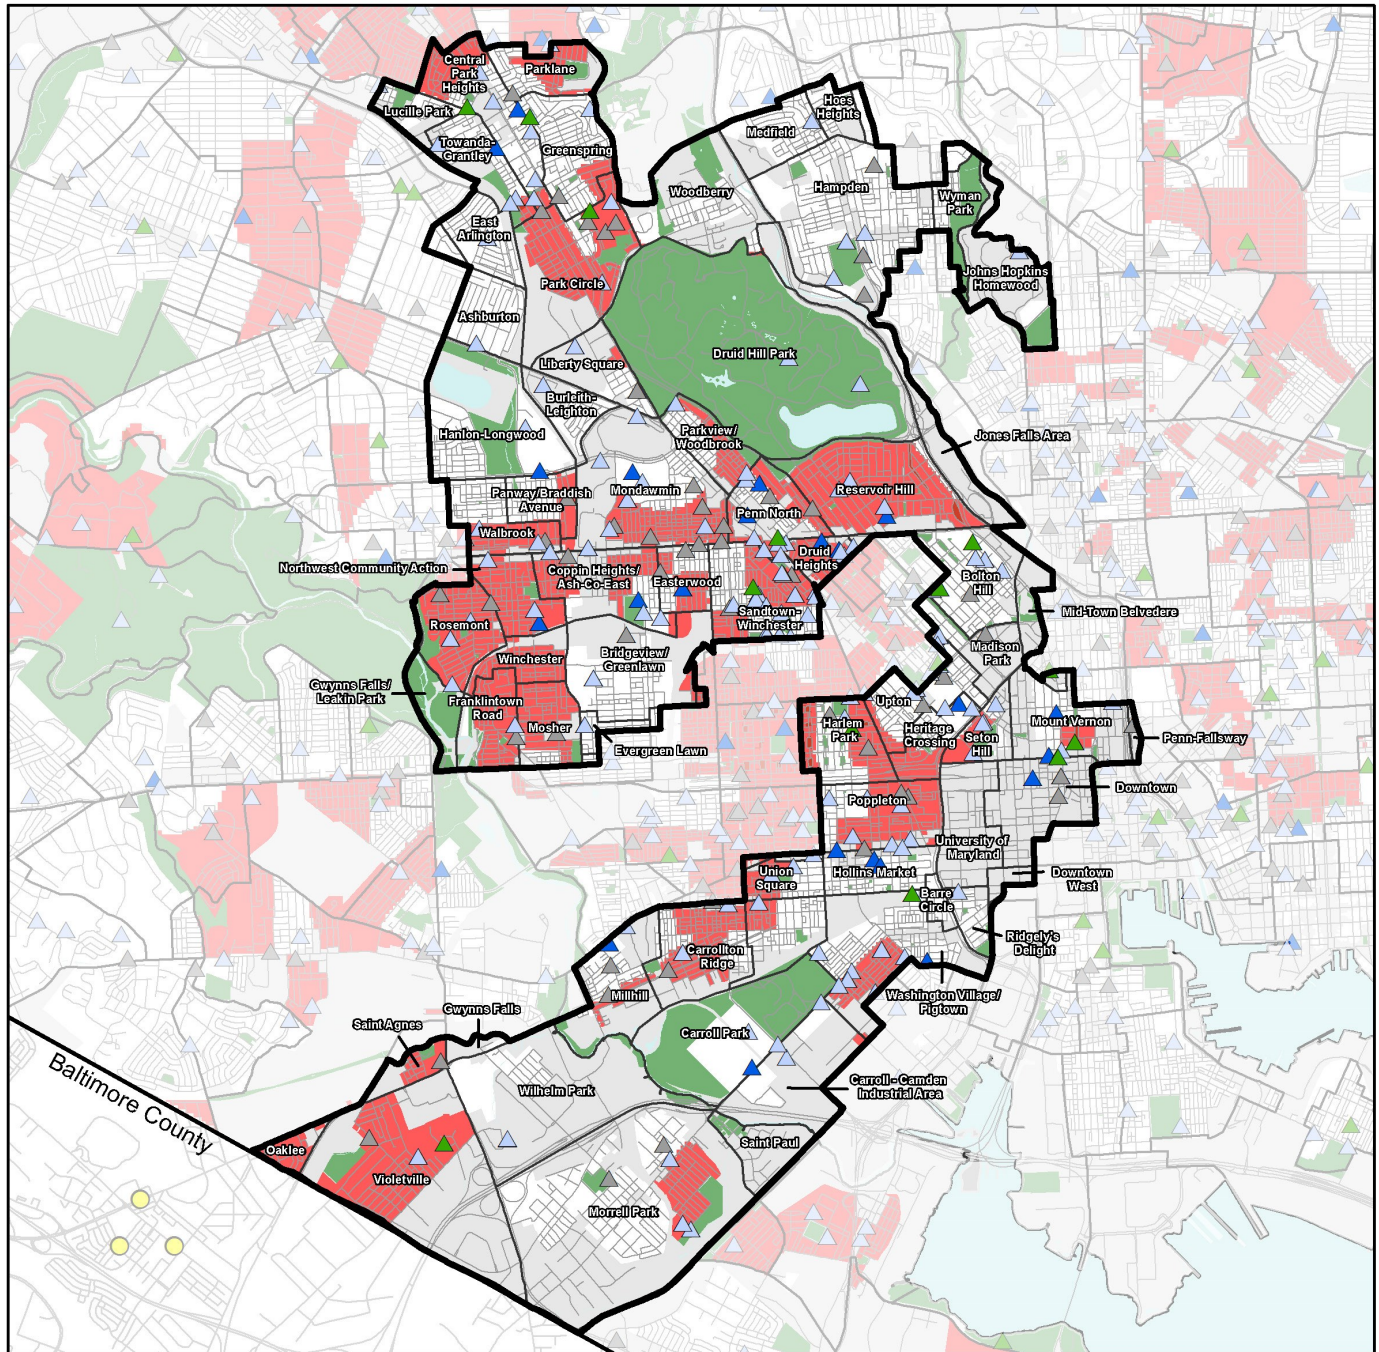 Central
Park
Heights
Parklane
Lucille Park
Towanda-
Grantley
Greenspring
Hoes
Heights
Medfield
Woodberry
Hampden
Wyman
Park
East
Arlington
Johns Hopkins
Homewood
Park Circle
Ashburton
Liberty Square
Druid Hill Park
Burleith-
Leighton
Hanlon-Longwood
Parkview/
Woodbrook
Jones Falls Area
Panway/Braddish
Avenue
Mondawmin
Reservoir Hill
Penn North
Walbrook
Northwest Community Action
Coppin Heights/
Ash-Co-East
Easterwood
Druid
Heights
Bolton
Hill
Sandtown-
Winchester
Mid-Town Belvedere
Rosemont
Winchester
Bridgeview/
Greenlawn
Madison
Park
Gwynns Falls/
Leakin Park
Franklintown
Road
Mosher
Evergreen Lawn
Upton
Harlem
Park
Heritage
Crossing
Seton
Hill
Mount Vernon
Penn-Fallsway
Downtown
Poppleton
University of
Maryland
Union
Square
Hollins Market
Downtown
West
Barre
Circle
Ridgely's
Delight
Carrollton
Ridge
Millhill
Washington Village/
Pigtown
Gwynns Falls
Saint Agnes
Carroll Park
Wilhelm Park
Carroll - Camden
Industrial Area
Baltimore County
Oaklee
Saint Paul
Violetville
Morrell Park